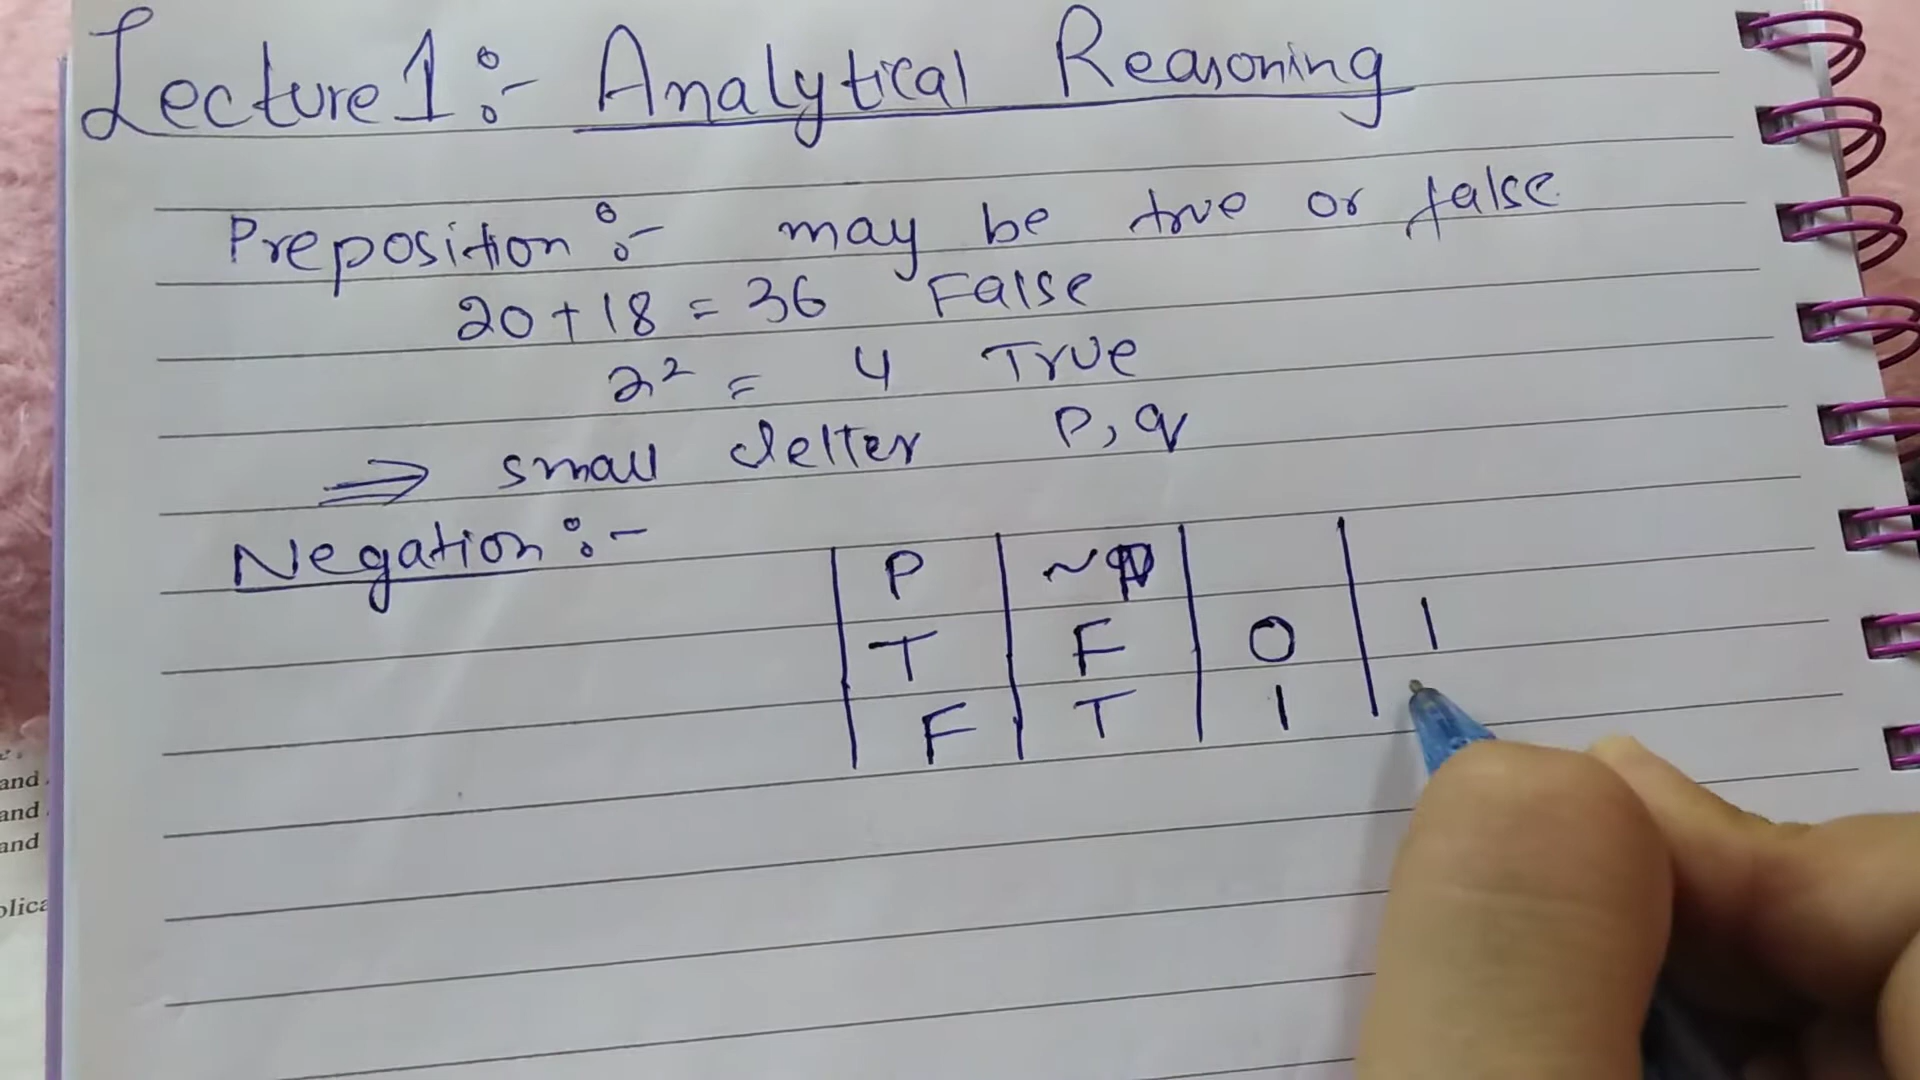 Lecture 1:- Analytical Reasoning
Preposition:- may be true or false.
20 + 18 = 36 False
2² = 4 True
⇒ small letter P, q
Negation:-
P ~P
T F 0 1
F T 1
and
and
and
plica